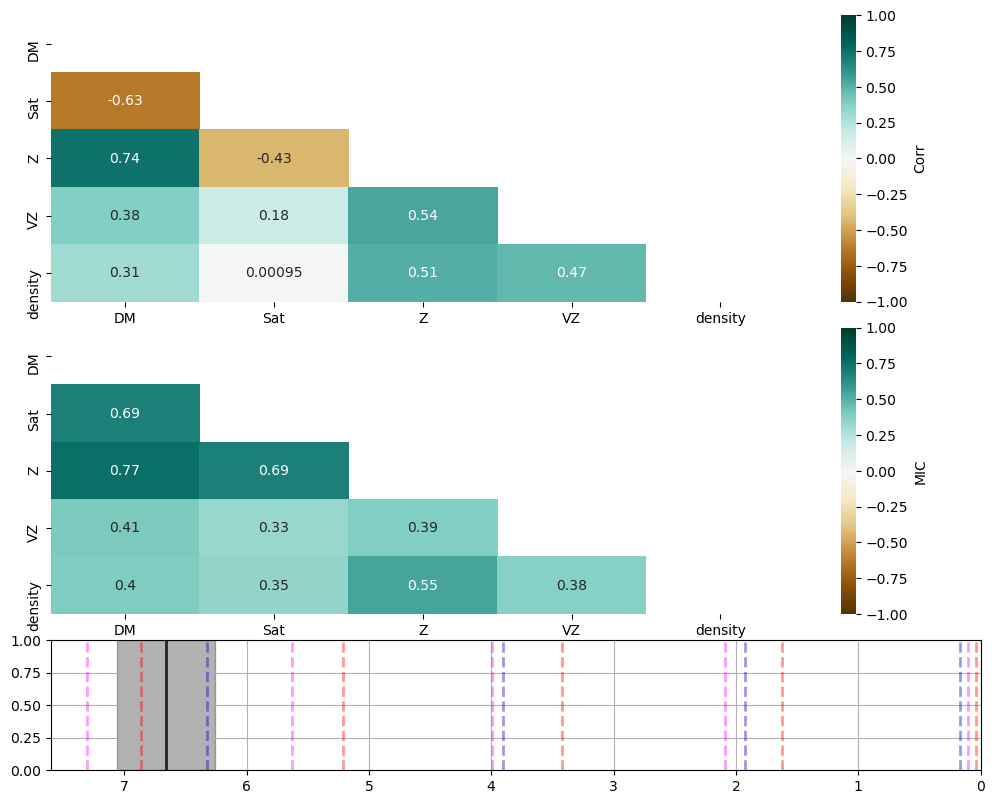 DM
Sat
Z
VZ
density
-0.63
0.74 -0.43
0.38 0.18 0.54
0.31 0.00095 0.51 0.47
DM Sat Z VZ density
1.00
0.75
0.50
0.25
0.00
−0.25
−0.50
−0.75
−1.00
Corr
DM
Sat
Z
VZ
density
0.69
0.77 0.69
0.41 0.33 0.39
0.4 0.35 0.55 0.38
DM Sat Z VZ density
1.00
0.75
0.50
0.25
0.00
−0.25
−0.50
−0.75
−1.00
MIC
1.00
0.75
0.50
0.25
0.00
7 6 5 4 3 2 1 0